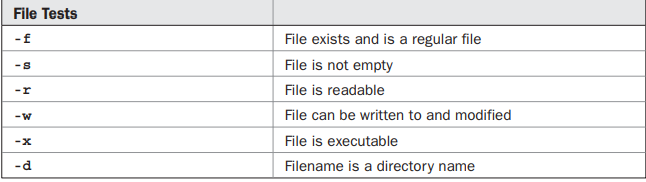 File Tests
-f File exists and is a regular file
-s File is not empty
-r File is readable
-w File can be written to and modified
-x File is executable
-d Filename is a directory name